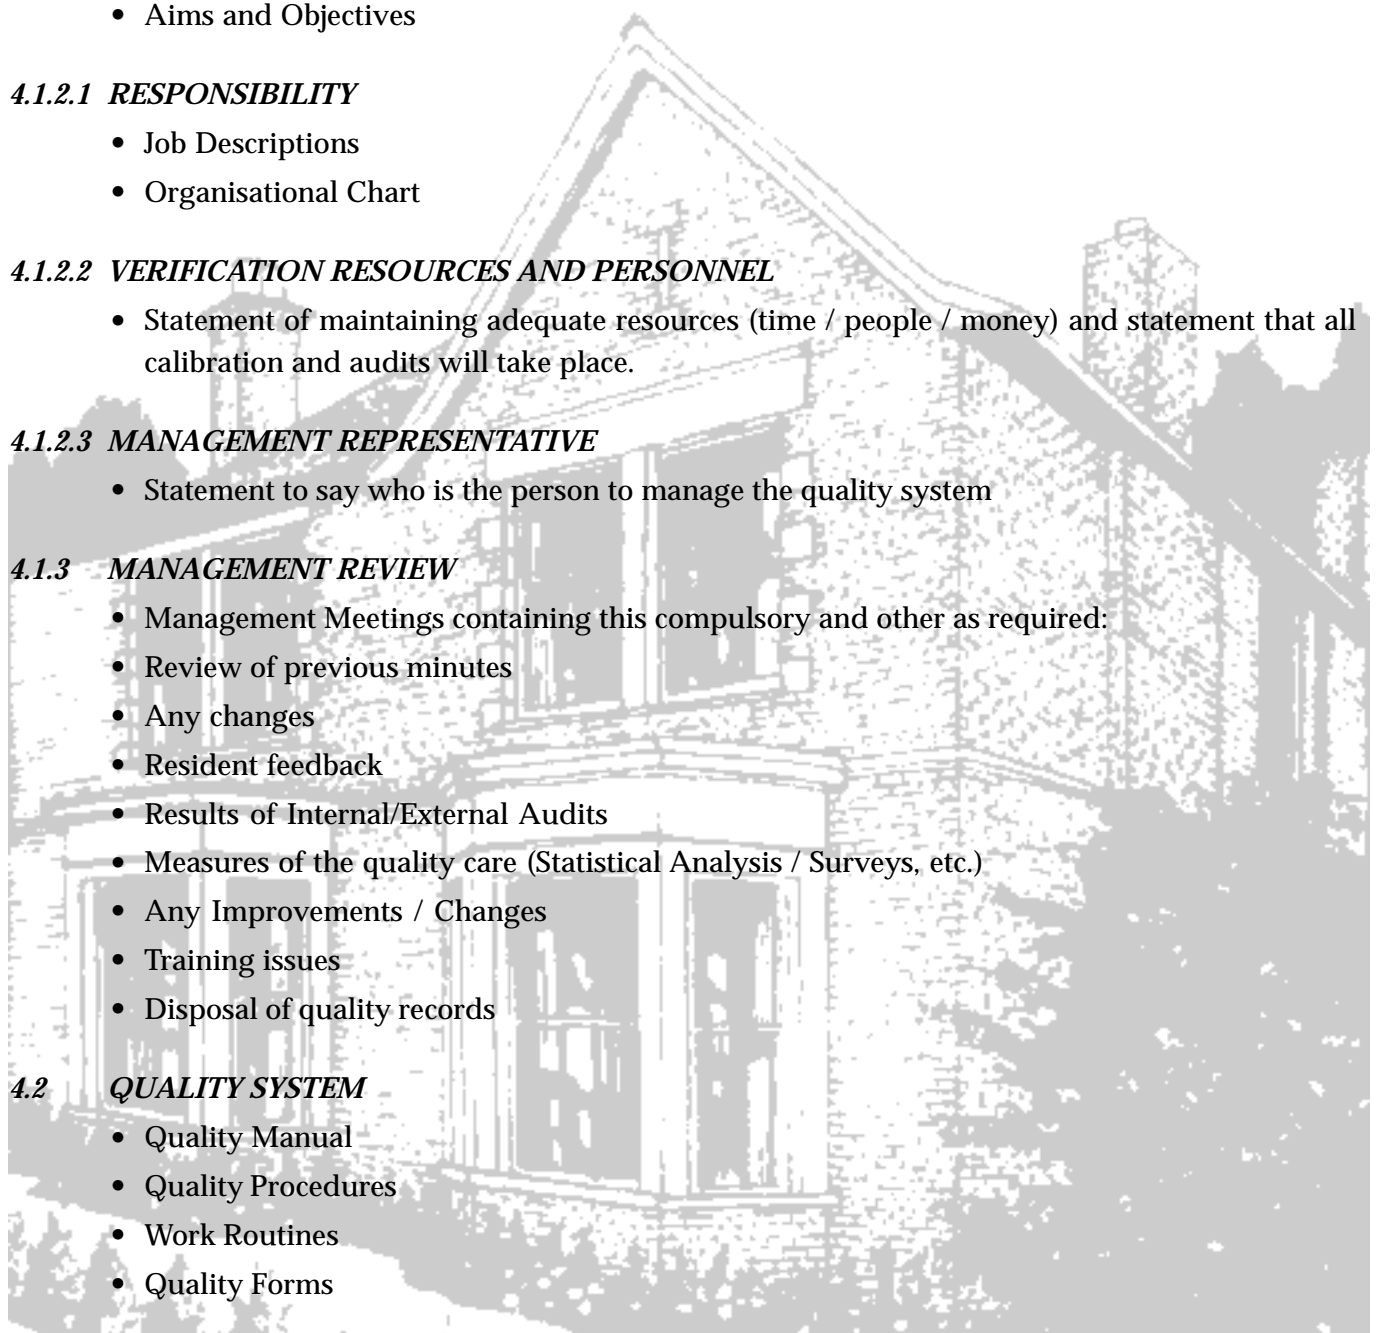 • Aims and Objectives
4.1.2.1 RESPONSIBILITY
• Job Descriptions
• Organisational Chart
4.1.2.2 VERIFICATION RESOURCES AND PERSONNEL
• Statement of maintaining adequate resources (time / people / money) and statement that all
calibration and audits will take place.
4.1.2.3 MANAGEMENT REPRESENTATIVE
• Statement to say who is the person to manage the quality system
4.1.3 MANAGEMENT REVIEW
• Management Meetings containing this compulsory and other as required:
• Review of previous minutes
• Any changes
• Resident feedback
• Results of Internal/External Audits
• Measures of the quality care (Statistical Analysis / Surveys, etc.)
• Any Improvements / Changes
• Training issues
• Disposal of quality records
4.2 QUALITY SYSTEM
• Quality Manual
• Quality Procedures
• Work Routines
• Quality Forms